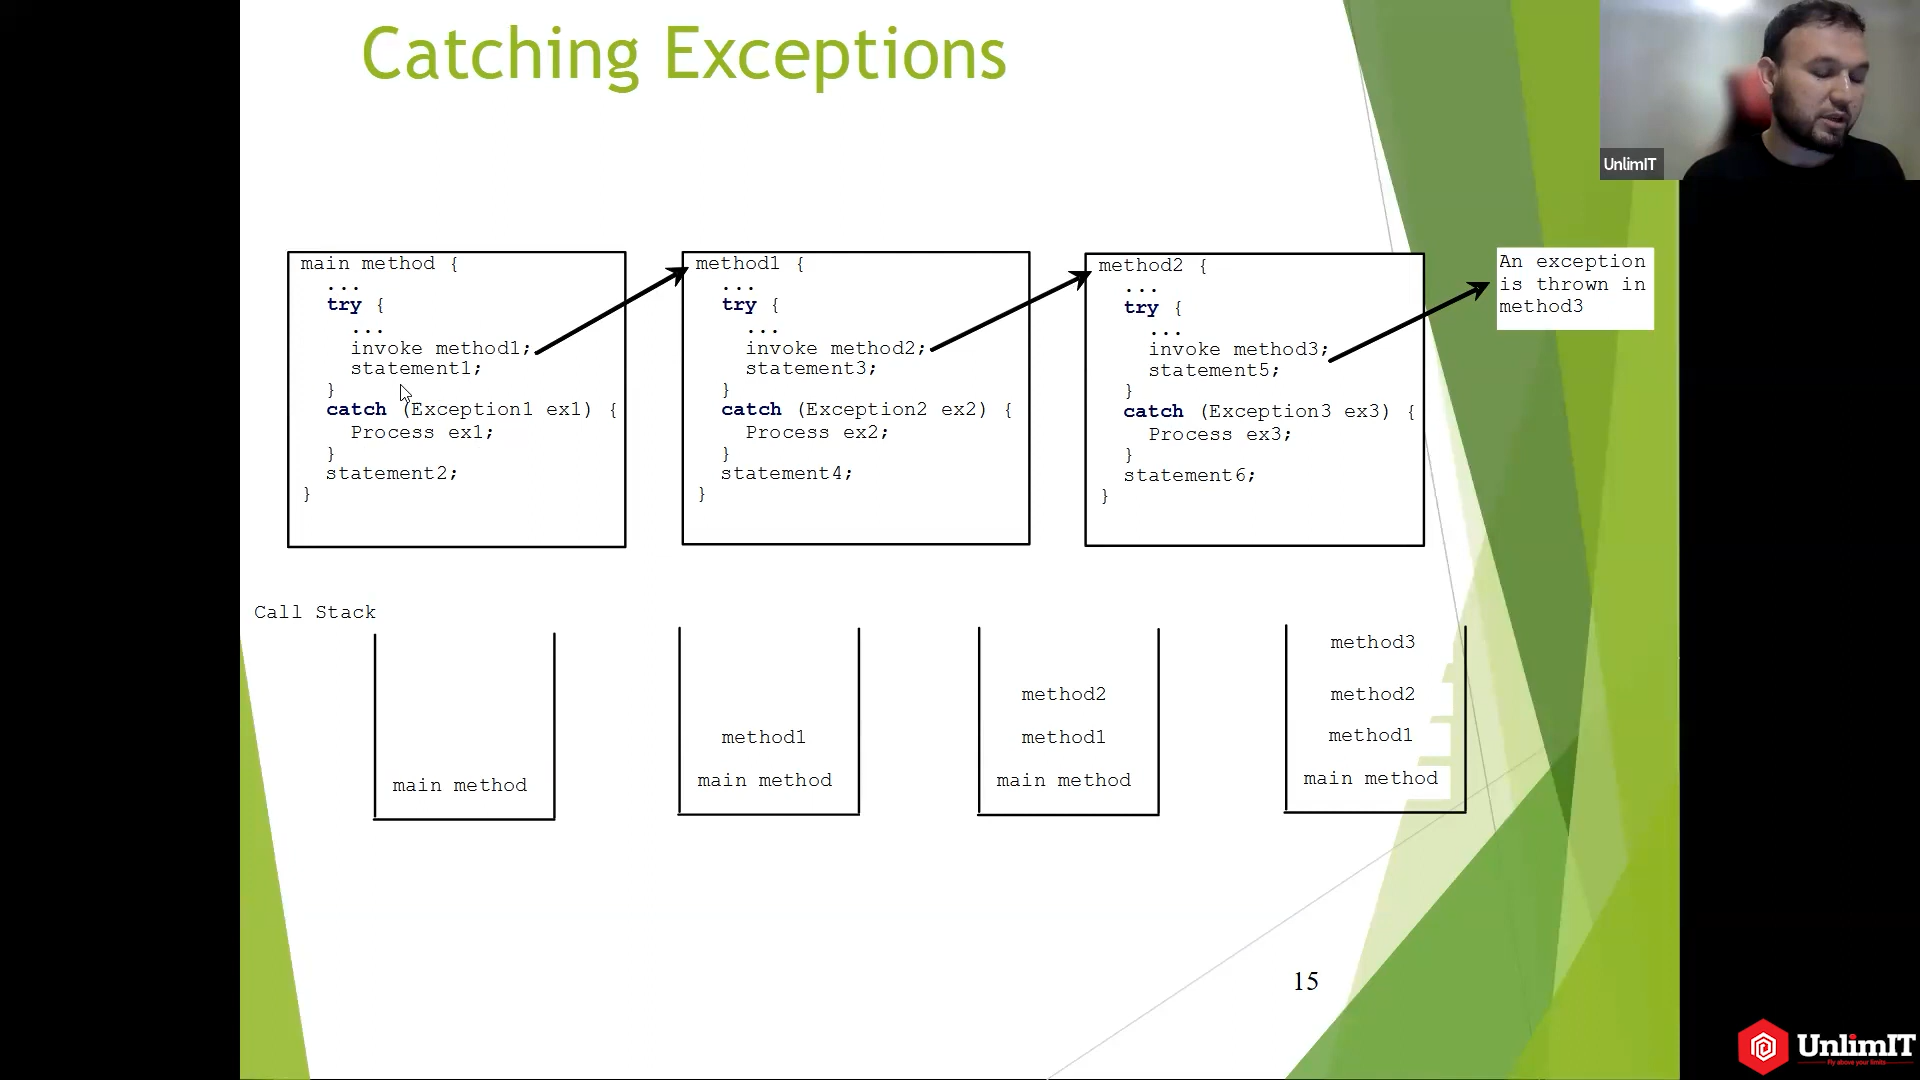 Catching Exceptions
UnlimIT
main method {
...
try {
...
invoke method1;
statement1;
}
catch (Exception1 ex1) {
Process ex1;
}
statement2;
}
method1 {
...
try {
...
invoke method2;
statement3;
}
catch (Exception2 ex2) {
Process ex2;
}
statement4;
}
method2 {
...
try {
...
invoke method3;
statement5;
}
catch (Exception3 ex3) {
Process ex3;
}
statement6;
}
An exception
is thrown in
method3
Call Stack
main method
method1
main method
method2
method1
main method
method3
method2
method1
main method
15
UnlimIT
Fly above your limits